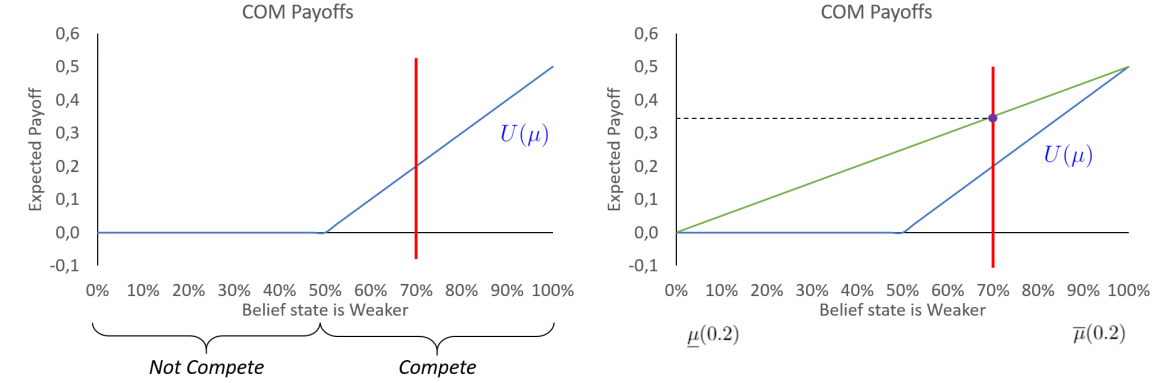 COM Payoffs
0,6
0,5
0,4
0,3
0,2
0,1
0,0
-0,1
Expected Payoff
U(μ)
0% 10% 20% 30% 40% 50% 60% 70% 80% 90% 100%
Belief state is Weaker
Not Compete
Compete
COM Payoffs
0,6
0,5
0,4
0,3
0,2
0,1
0,0
-0,1
Expected Payoff
U(μ)
0% 10% 20% 30% 40% 50% 60% 70% 80% 90% 100%
Belief state is Weaker
μ̲(0.2)
μ̅(0.2)